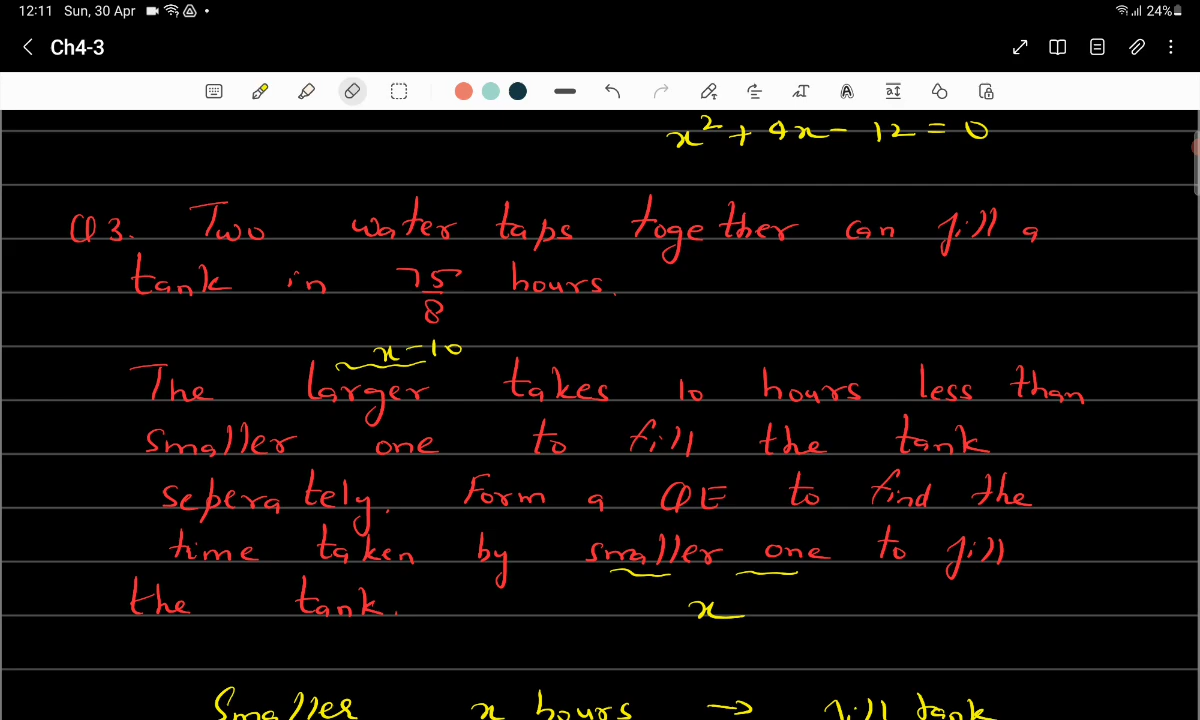 12:11 Sun, 30 Apr
24%
Ch4-3
x² + 4x - 12 = 0
Q3. Two water taps together can fill a
tank in 75/8 hours.
x-10
The larger takes 10 hours less than
smaller one to fill the tank
seperately. Form a QE to find the
time taken by smaller one to fill
the tank.
x
Smaller x hours → fill tank